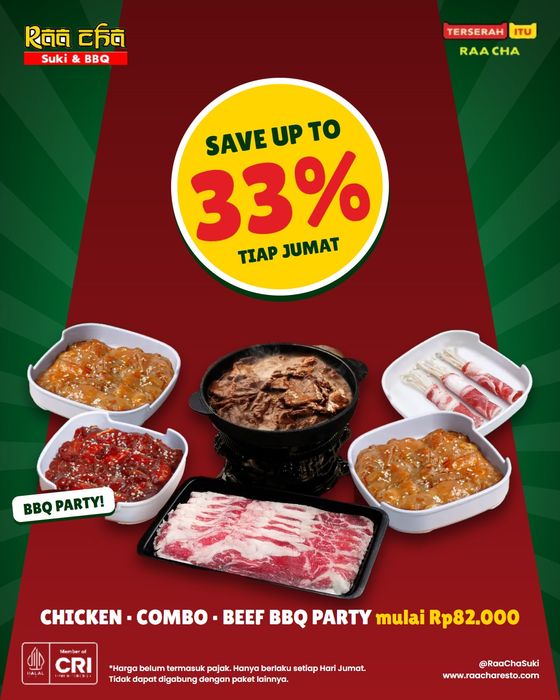 Raa cha
Suki & BBQ
TERSERAH ITU
RAA CHA
SAVE UP TO
33%
TIAP JUMAT
BBQ PARTY!
CHICKEN · COMBO · BEEF BBQ PARTY mulai Rp82.000
HALAL
Member of
CRI
*Harga belum termasuk pajak. Hanya berlaku setiap Hari Jumat.
Tidak dapat digabung dengan paket lainnya.
@RaaChaSuki
www.raacharesto.com